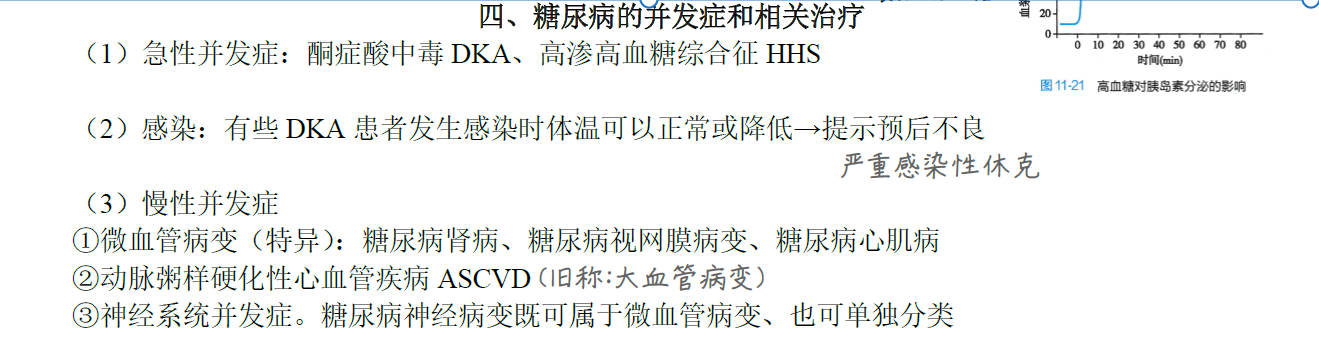 四、糖尿病的并发症和相关治疗
（1）急性并发症：酮症酸中毒 DKA、高渗高血糖综合征 HHS
20
0
0 10 20 30 40 50 60 70 80
时间(min)
图 11-21 高血糖对胰岛素分泌的影响
（2）感染：有些 DKA 患者发生感染时体温可以正常或降低→提示预后不良
严重感染性休克
（3）慢性并发症
①微血管病变（特异）：糖尿病肾病、糖尿病视网膜病变、糖尿病心肌病
②动脉粥样硬化性心血管疾病 ASCVD（旧称：大血管病变）
③神经系统并发症。糖尿病神经病变既可属于微血管病变、也可单独分类